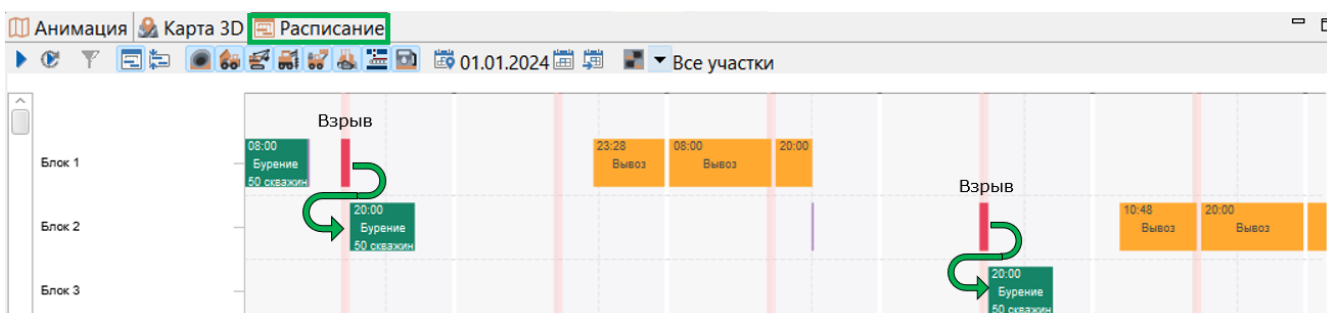 Анимация Карта 3D Расписание
01.01.2024 Все участки
Взрыв
Блок 1
08:00
Бурение
50 скважин
23:28
Вывоз
08:00
Вывоз
20:00
Взрыв
Блок 2
20:00
Бурение
50 скважин
10:48
Вывоз
20:00
Вывоз
Блок 3
20:00
Бурение
50 скважин